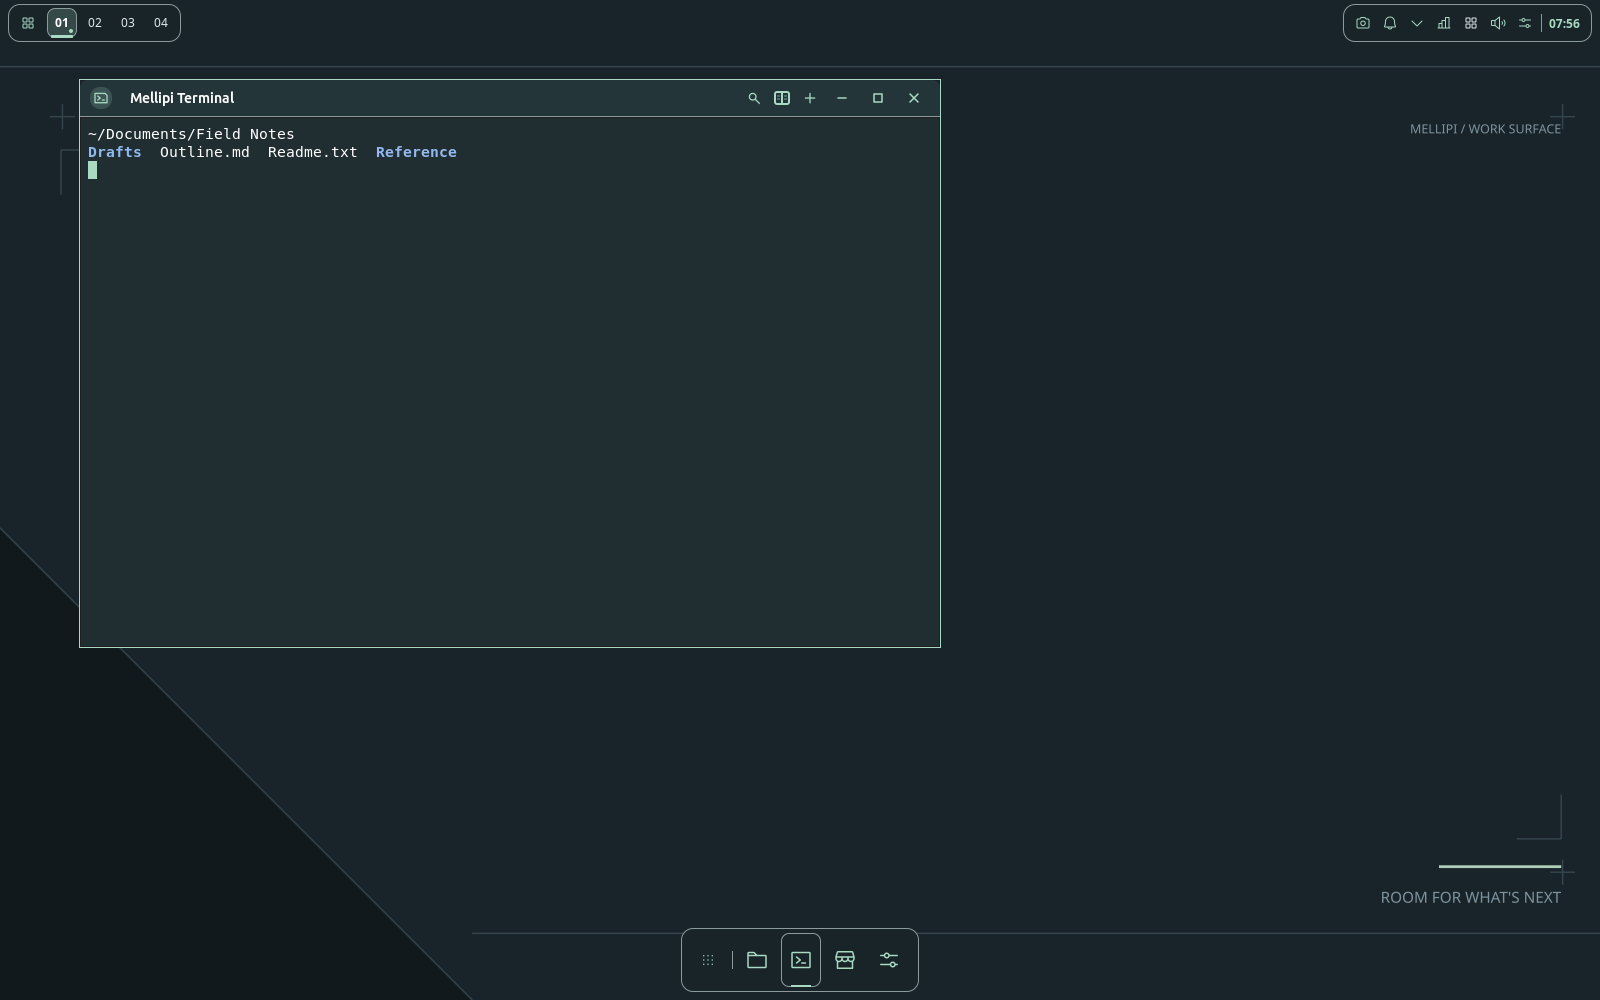 01 02 03 04
07:56
Mellipi Terminal
~/Documents/Field Notes
Drafts  Outline.md  Readme.txt  Reference
MELLIPI / WORK SURFACE
ROOM FOR WHAT'S NEXT